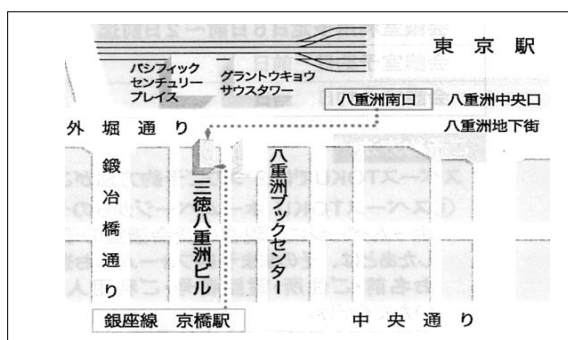 東京駅
パシフィック
センチュリー
プレイス
グラントウキョウ
サウスタワー
八重洲南口
八重洲中央口
八重洲地下街
外堀通り
鍛冶橋通り
三徳八重洲ビル
八重洲ブックセンター
銀座線 京橋駅
中央通り